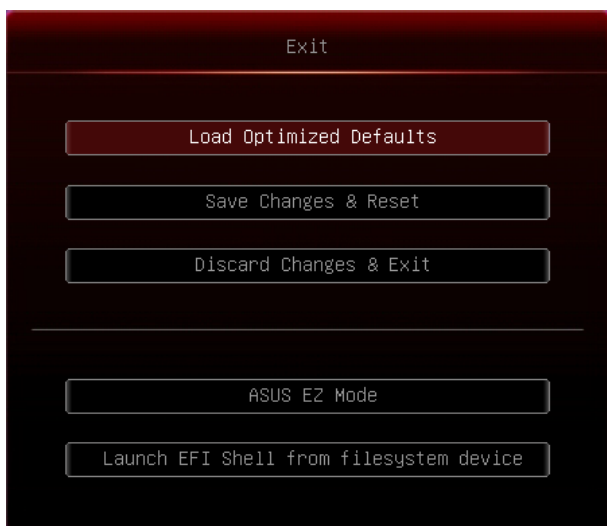 Exit
Load Optimized Defaults
Save Changes & Reset
Discard Changes & Exit
ASUS EZ Mode
Launch EFI Shell from filesystem device